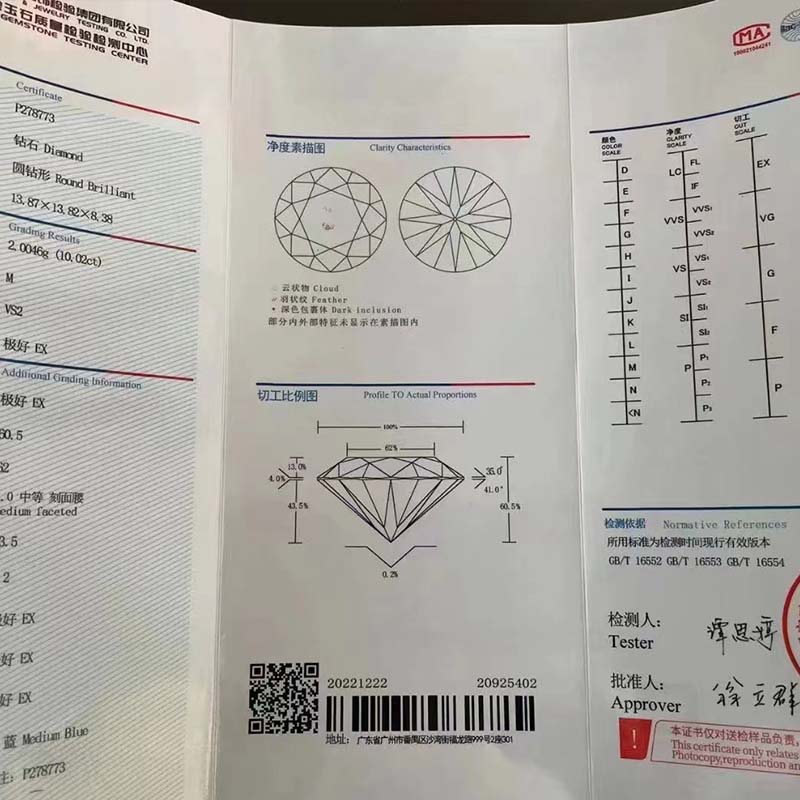 检验集团有限公司
& JEWELRY TESTING CO. LTD.
玉石质量检验检测中心
GEMSTONE TESTING CENTER
Certificate
P278773
钻石 Diamond
圆钻形 Round Brilliant
13.87×13.82×8.38
Grading Results
2.0046g (10.02ct)
M
VS2
极好 EX
Additional Grading Information
极好 EX
60.5
62
.0 中等 刻面腰
edium faceted
3.5
2
好 EX
好 EX
好 EX
蓝 Medium Blue
注: P278773
净度素描图 Clarity Characteristics
云状物 Cloud
羽状纹 Feather
深色包裹体 Dark inclusion
部分内外部特征未显示在素描图内
切工比例图 Profile TO Actual Proportions
100%
62%
13.0%
4.0%
43.5%
35.0°
41.0°
60.5%
0.2%
20221222 20925402
地址: 广东省广州市番禺区沙湾街福龙路999号2座301
MA
180021044241
颜色
COLOR
SCALE
D
E
F
G
H
I
J
K
L
M
N
<N
净度
CLARITY
SCALE
LC
FL
IF
VVS
VVS1
VVS2
VS
VS1
VS2
SI
SI1
SI2
P
P1
P2
P3
切工
CUT
SCALE
EX
VG
G
F
P
检测依据 Normative References
所用标准为检测时间现行有效版本
GB/T 16552 GB/T 16553 GB/T 16554
检测人:
Tester
谭思婷
批准人:
Approver
徐立群
!
本证书仅对送检样品负责,
This certificate only relates
Photocopy,reproduction an